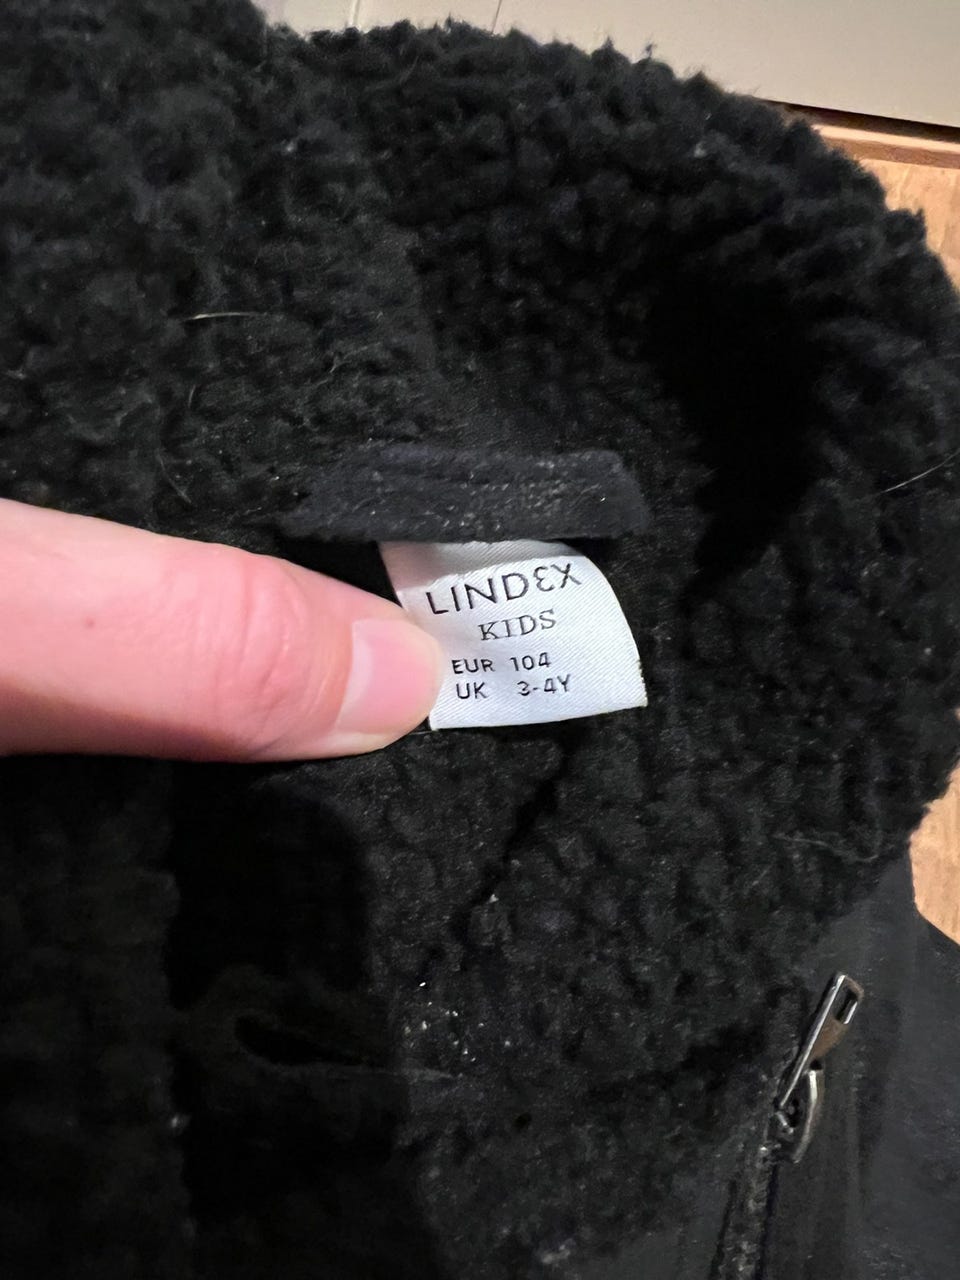 LINDEX
KIDS
EUR 104
UK 3-4Y